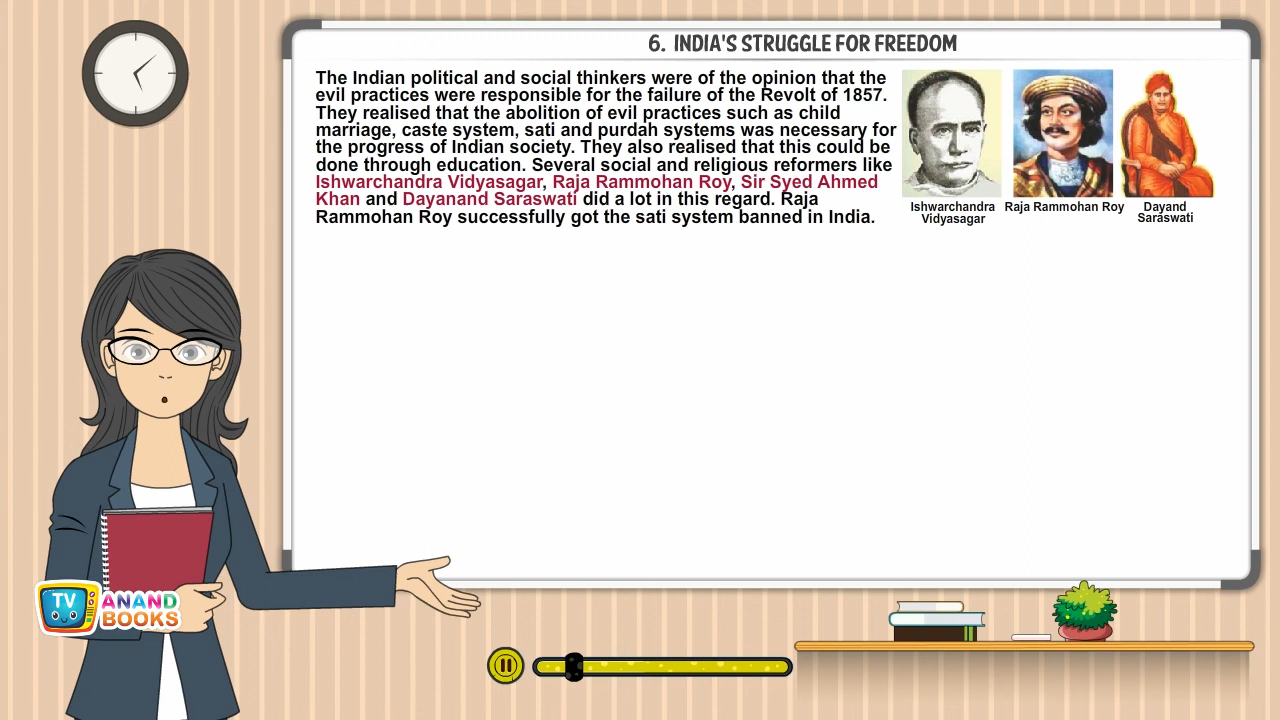 6. INDIA'S STRUGGLE FOR FREEDOM
The Indian political and social thinkers were of the opinion that the
evil practices were responsible for the failure of the Revolt of 1857.
They realised that the abolition of evil practices such as child
marriage, caste system, sati and purdah systems was necessary for
the progress of Indian society. They also realised that this could be
done through education. Several social and religious reformers like
Ishwarchandra Vidyasagar, Raja Rammohan Roy, Sir Syed Ahmed
Khan and Dayanand Saraswati did a lot in this regard. Raja
Rammohan Roy successfully got the sati system banned in India.
Ishwarchandra
Vidyasagar
Raja Rammohan Roy
Dayand
Saraswati
TV
ANAND
BOOKS